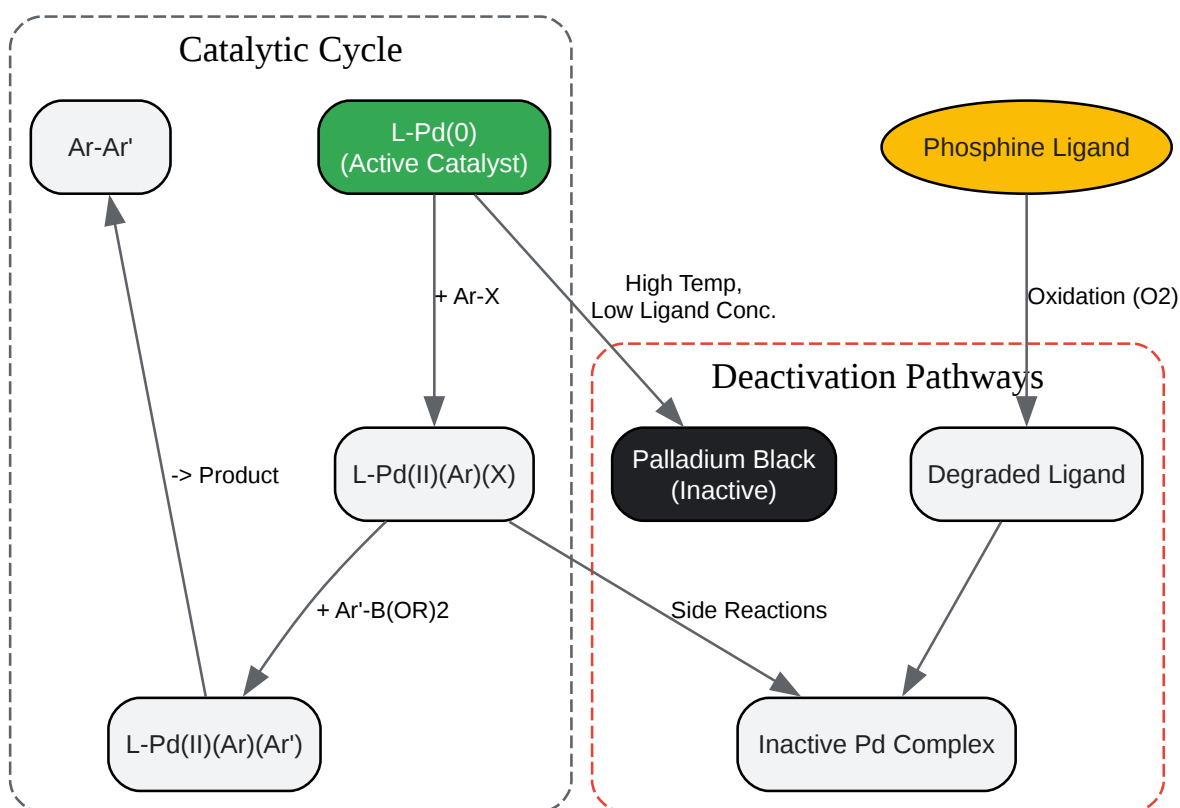 Catalytic Cycle
Ar-Ar'
L-Pd(0)
(Active Catalyst)
Phosphine Ligand
+ Ar-X
High Temp,
Low Ligand Conc.
Oxidation (O2)
Deactivation Pathways
L-Pd(II)(Ar)(X)
Palladium Black
(Inactive)
Degraded Ligand
-> Product
+ Ar'-B(OR)2
Side Reactions
L-Pd(II)(Ar)(Ar')
Inactive Pd Complex